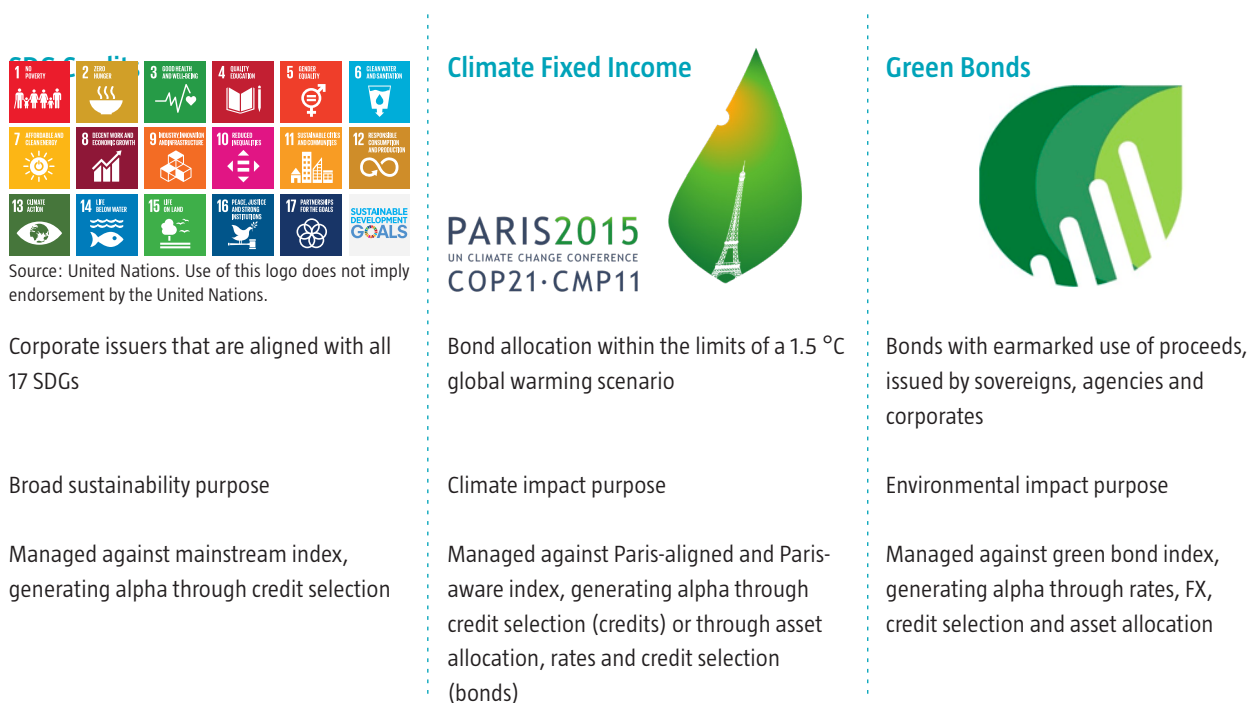 SDG Credits
1 NO POVERTY
2 ZERO HUNGER
3 GOOD HEALTH AND WELL-BEING
4 QUALITY EDUCATION
5 GENDER EQUALITY
6 CLEAN WATER AND SANITATION
7 AFFORDABLE AND CLEAN ENERGY
8 DECENT WORK AND ECONOMIC GROWTH
9 INDUSTRY, INNOVATION AND INFRASTRUCTURE
10 REDUCED INEQUALITIES
11 SUSTAINABLE CITIES AND COMMUNITIES
12 RESPONSIBLE CONSUMPTION AND PRODUCTION
13 CLIMATE ACTION
14 LIFE BELOW WATER
15 LIFE ON LAND
16 PEACE, JUSTICE AND STRONG INSTITUTIONS
17 PARTNERSHIPS FOR THE GOALS
SUSTAINABLE
DEVELOPMENT
GOALS
Source: United Nations. Use of this logo does not imply
endorsement by the United Nations.
Corporate issuers that are aligned with all
17 SDGs
Broad sustainability purpose
Managed against mainstream index,
generating alpha through credit selection
Climate Fixed Income
PARIS2015
UN CLIMATE CHANGE CONFERENCE
COP21·CMP11
Bond allocation within the limits of a 1.5 °C
global warming scenario
Climate impact purpose
Managed against Paris-aligned and Paris-
aware index, generating alpha through
credit selection (credits) or through asset
allocation, rates and credit selection
(bonds)
Green Bonds
Bonds with earmarked use of proceeds,
issued by sovereigns, agencies and
corporates
Environmental impact purpose
Managed against green bond index,
generating alpha through rates, FX,
credit selection and asset allocation